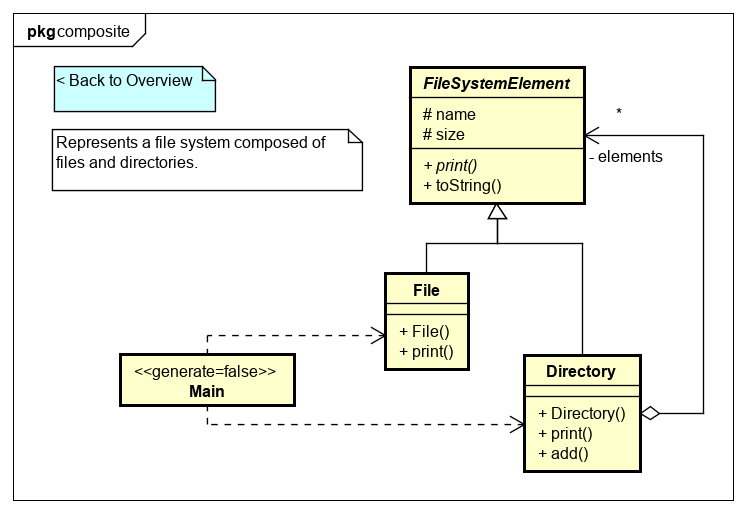 pkg composite
< Back to Overview
Represents a file system composed of
files and directories.
FileSystemElement
# name
# size
+ print()
+ toString()
*
- elements
File
+ File()
+ print()
<<generate=false>>
Main
Directory
+ Directory()
+ print()
+ add()